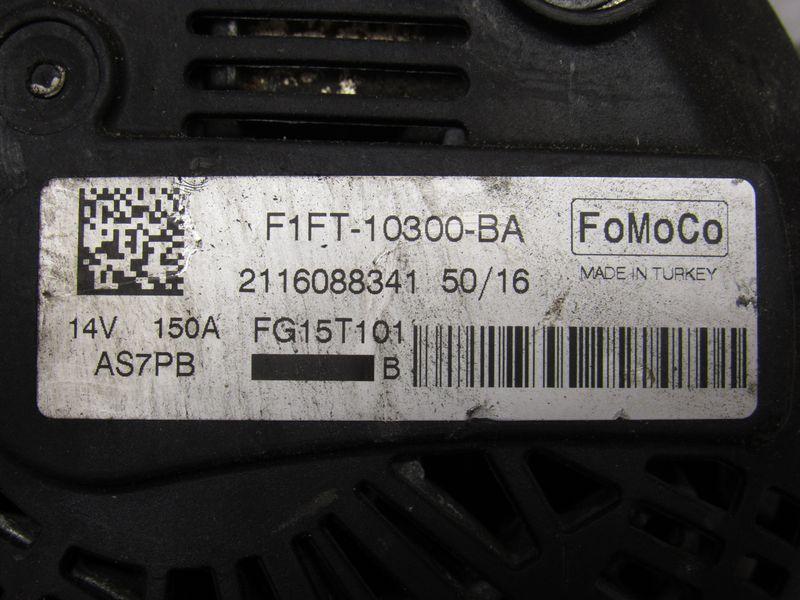 F1FT-10300-BA
FoMoCo
2116088341 50/16
MADE IN TURKEY
14V 150A FG15T101
AS7PB
B